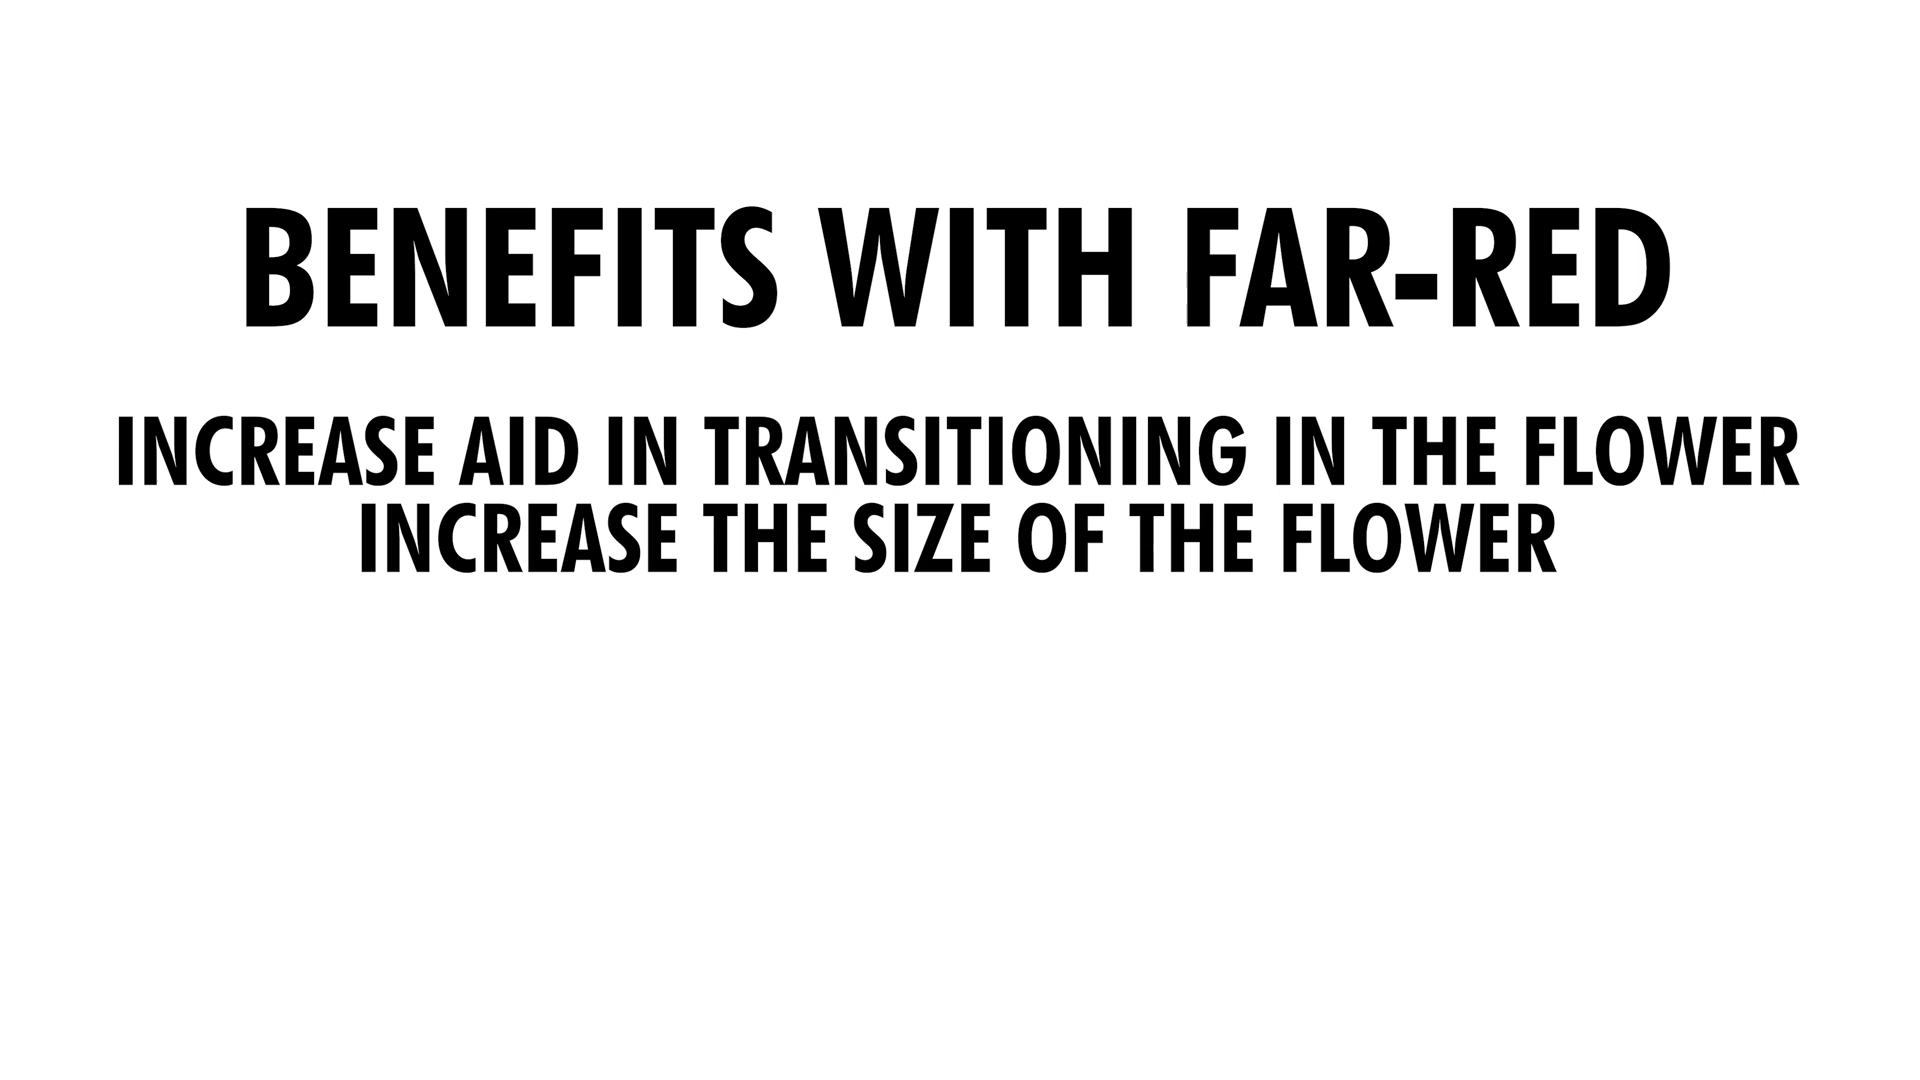 BENEFITS WITH FAR-RED
INCREASE AID IN TRANSITIONING IN THE FLOWER
INCREASE THE SIZE OF THE FLOWER